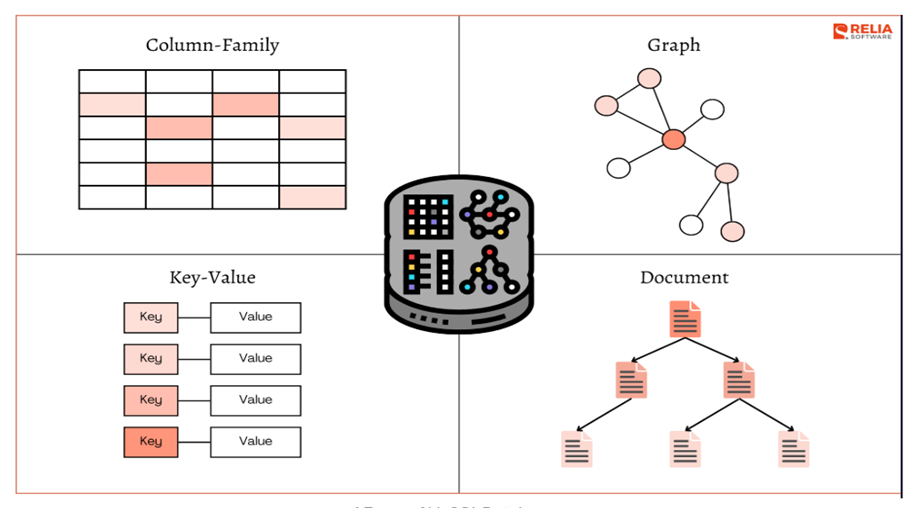 Column-Family
Graph
RELIA
SOFTWARE
Key-Value
Document
Key Value
Key Value
Key Value
Key Value